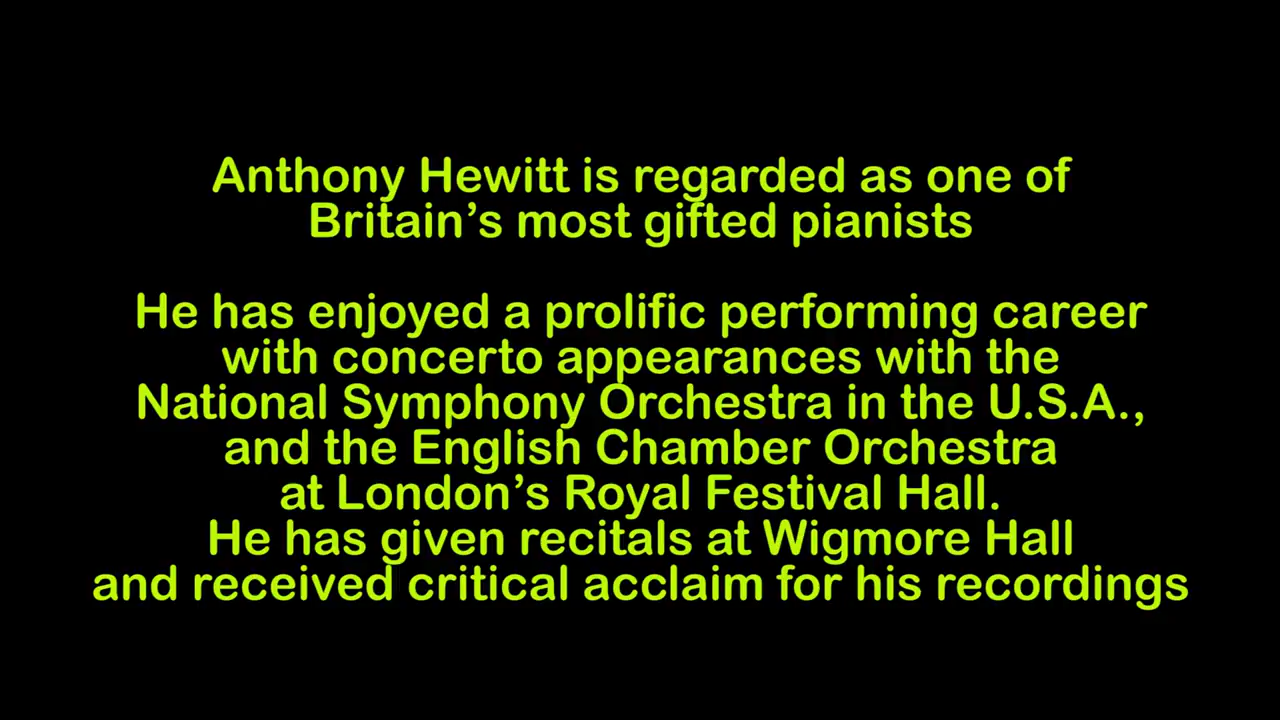 Anthony Hewitt is regarded as one of
Britain’s most gifted pianists
He has enjoyed a prolific performing career
with concerto appearances with the
National Symphony Orchestra in the U.S.A.,
and the English Chamber Orchestra
at London’s Royal Festival Hall.
He has given recitals at Wigmore Hall
and received critical acclaim for his recordings